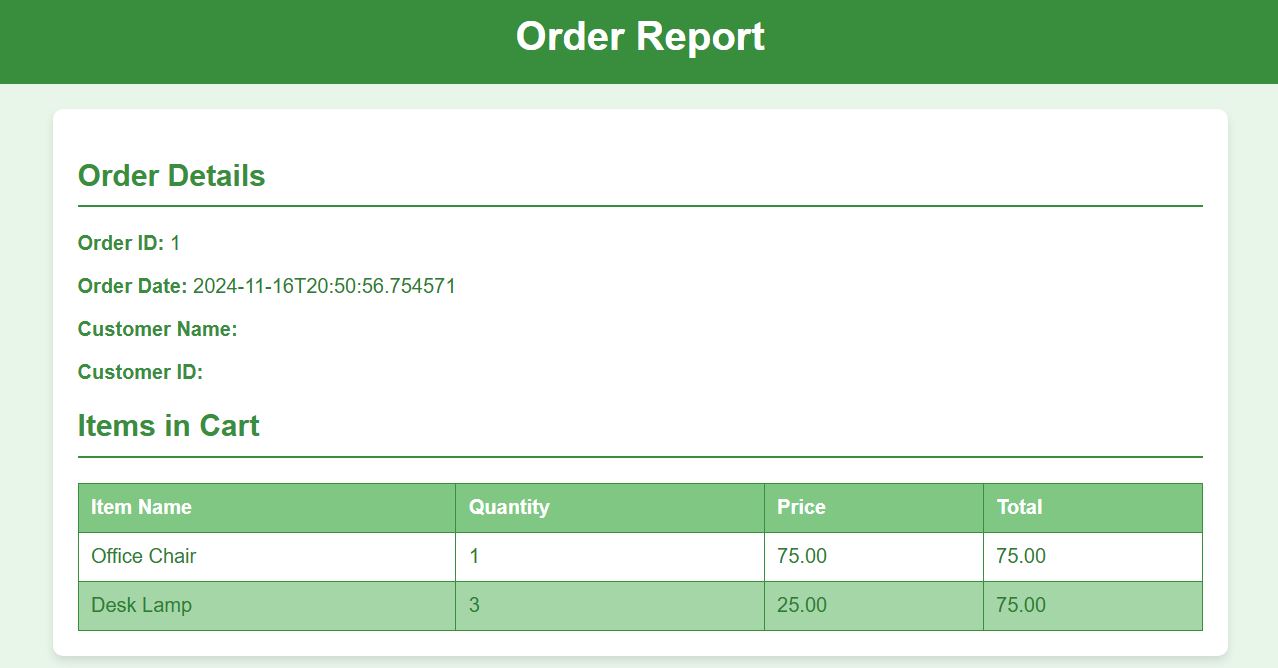 Order Report
Order Details
Order ID: 1
Order Date: 2024-11-16T20:50:56.754571
Customer Name:
Customer ID:
Items in Cart
Item Name Quantity Price Total
Office Chair 1 75.00 75.00
Desk Lamp 3 25.00 75.00